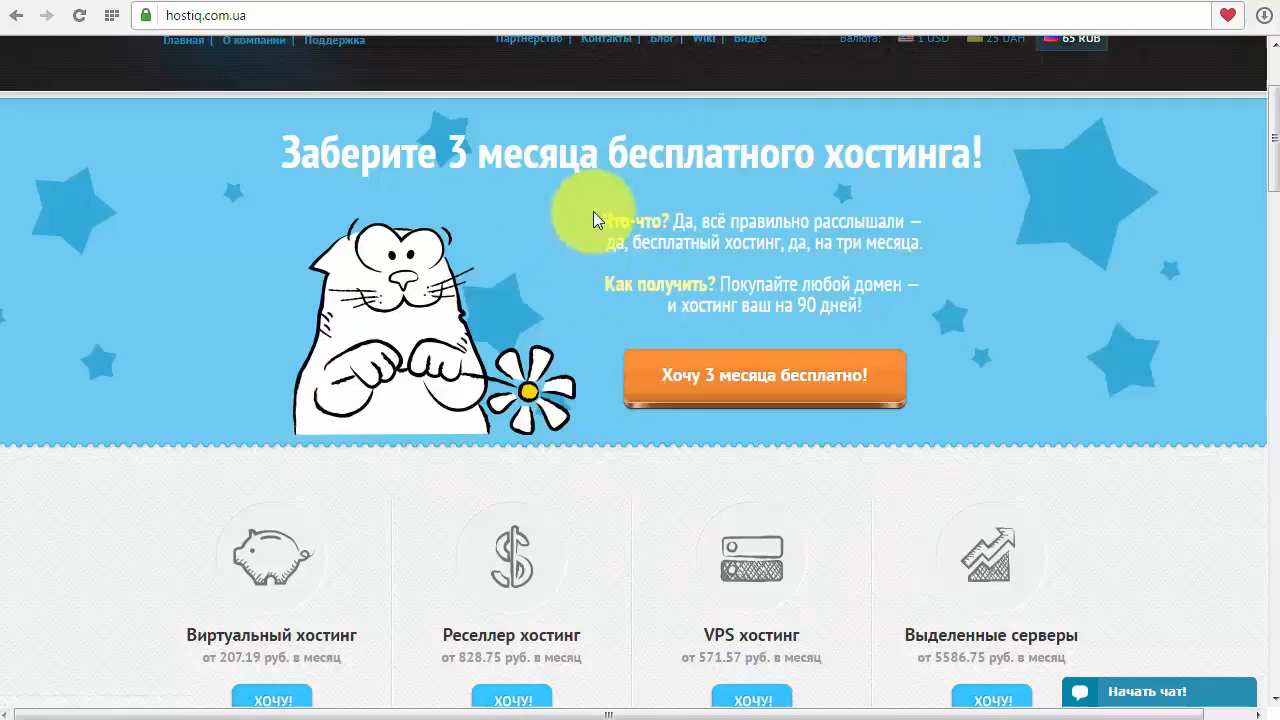 hostiq.com.ua
Главная | О компании | Поддержка
Партнерство | Контакты | Блог | Wiki | Видео
Валюта: 1 USD 25 UAH 65 RUB
Заберите 3 месяца бесплатного хостинга!
Что-что? Да, всё правильно расслышали —
да, бесплатный хостинг, да, на три месяца.
Как получить? Покупайте любой домен —
и хостинг ваш на 90 дней!
Хочу 3 месяца бесплатно!
Виртуальный хостинг
от 207.19 руб. в месяц
ХОЧУ!
Реселлер хостинг
от 828.75 руб. в месяц
ХОЧУ!
VPS хостинг
от 571.57 руб. в месяц
ХОЧУ!
Выделенные серверы
от 5586.75 руб. в месяц
ХОЧУ!
Начать чат!